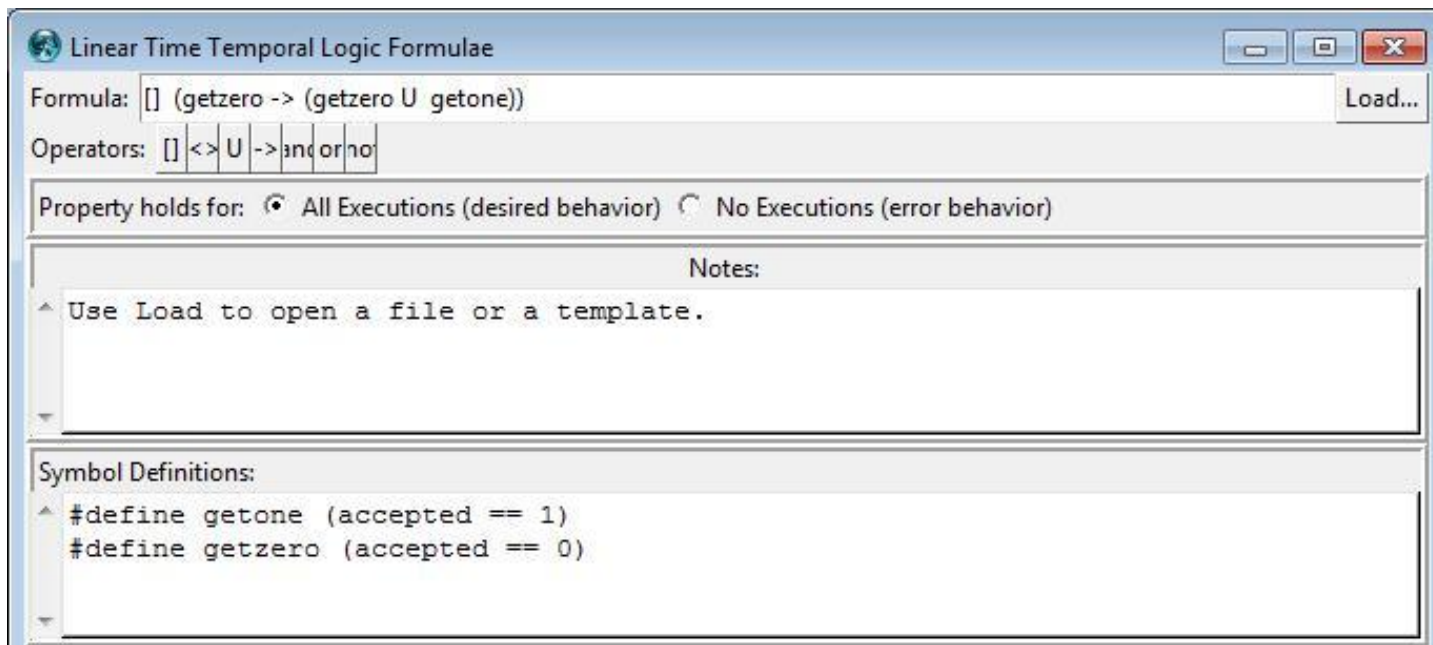 Linear Time Temporal Logic Formulae
Formula: [] (getzero -> (getzero U getone)) Load...
Operators: [] <> U -> and or not
Property holds for: All Executions (desired behavior) No Executions (error behavior)
Notes:
Use Load to open a file or a template.
Symbol Definitions:
#define getone (accepted == 1)
#define getzero (accepted == 0)